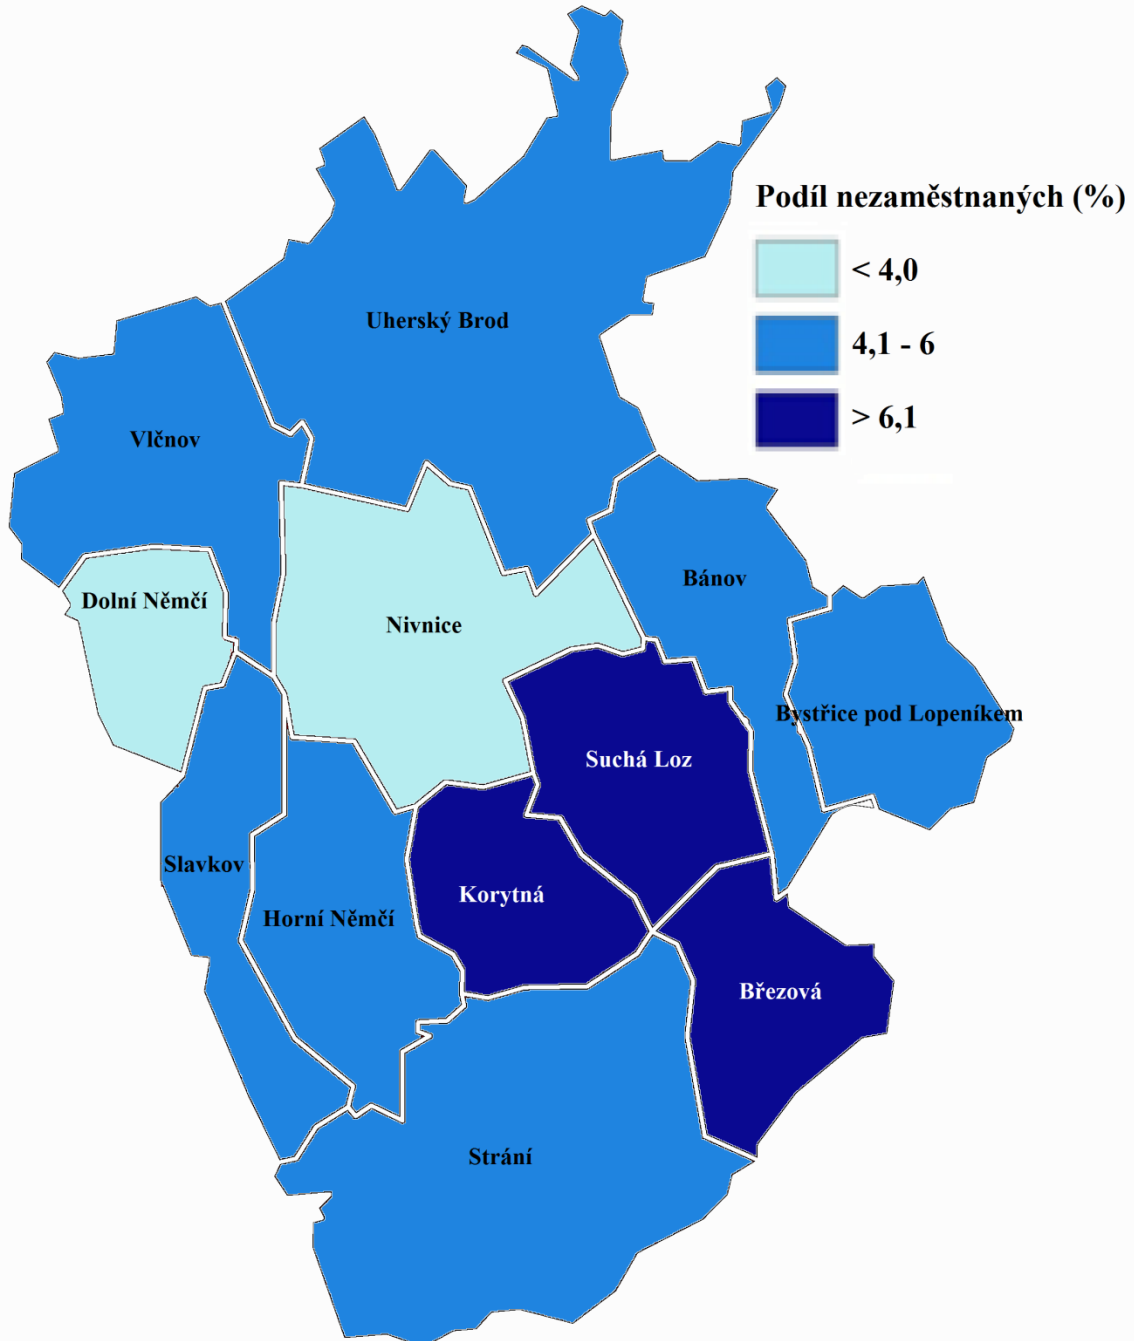 Podíl nezaměstnaných (%)
< 4,0
4,1 - 6
> 6,1
Uherský Brod
Vlčnov
Bánov
Dolní Němčí
Nivnice
Bystřice pod Lopeníkem
Suchá Loz
Slavkov
Korytná
Horní Němčí
Březová
Strání